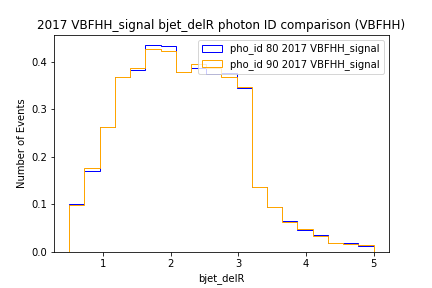 2017 VBFHH_signal bjet_delR photon ID comparison (VBFHH)
pho_id 80 2017 VBFHH_signal
pho_id 90 2017 VBFHH_signal
Number of Events
0.4
0.3
0.2
0.1
0.0
1 2 3 4 5
bjet_delR